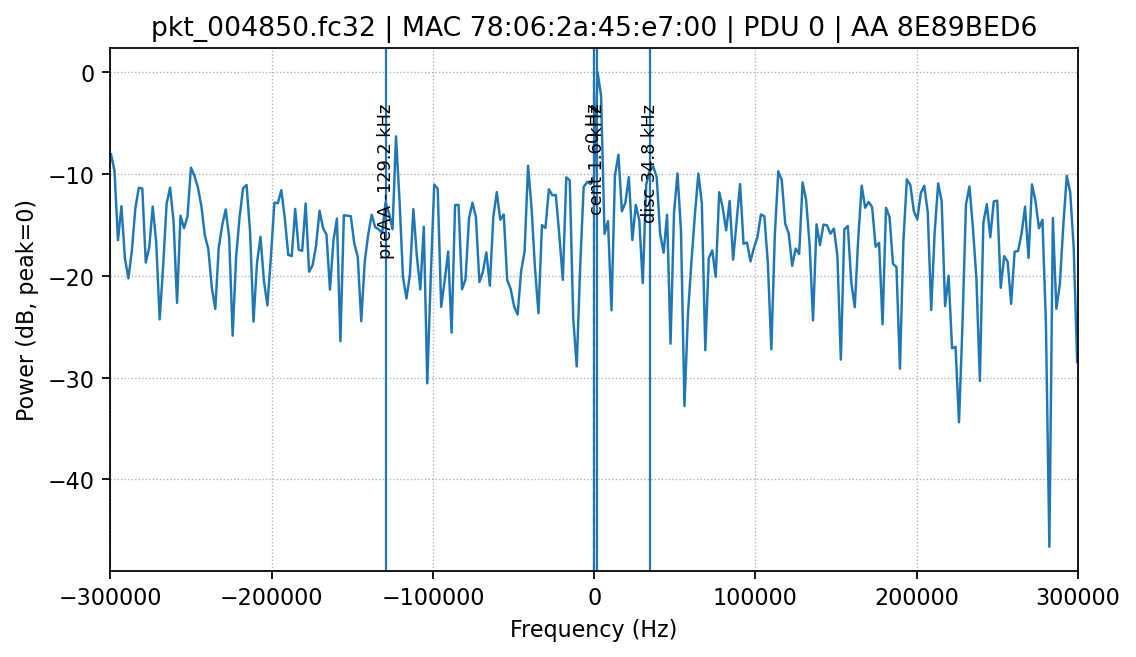 pkt_004850.fc32 | MAC 78:06:2a:45:e7:00 | PDU 0 | AA 8E89BED6
Power (dB, peak=0)
0
−10
−20
−30
−40
preAA -129.2 kHz
cent 1.6 kHz
disc 34.8 kHz
−300000
−200000
−100000
0
100000
200000
300000
Frequency (Hz)